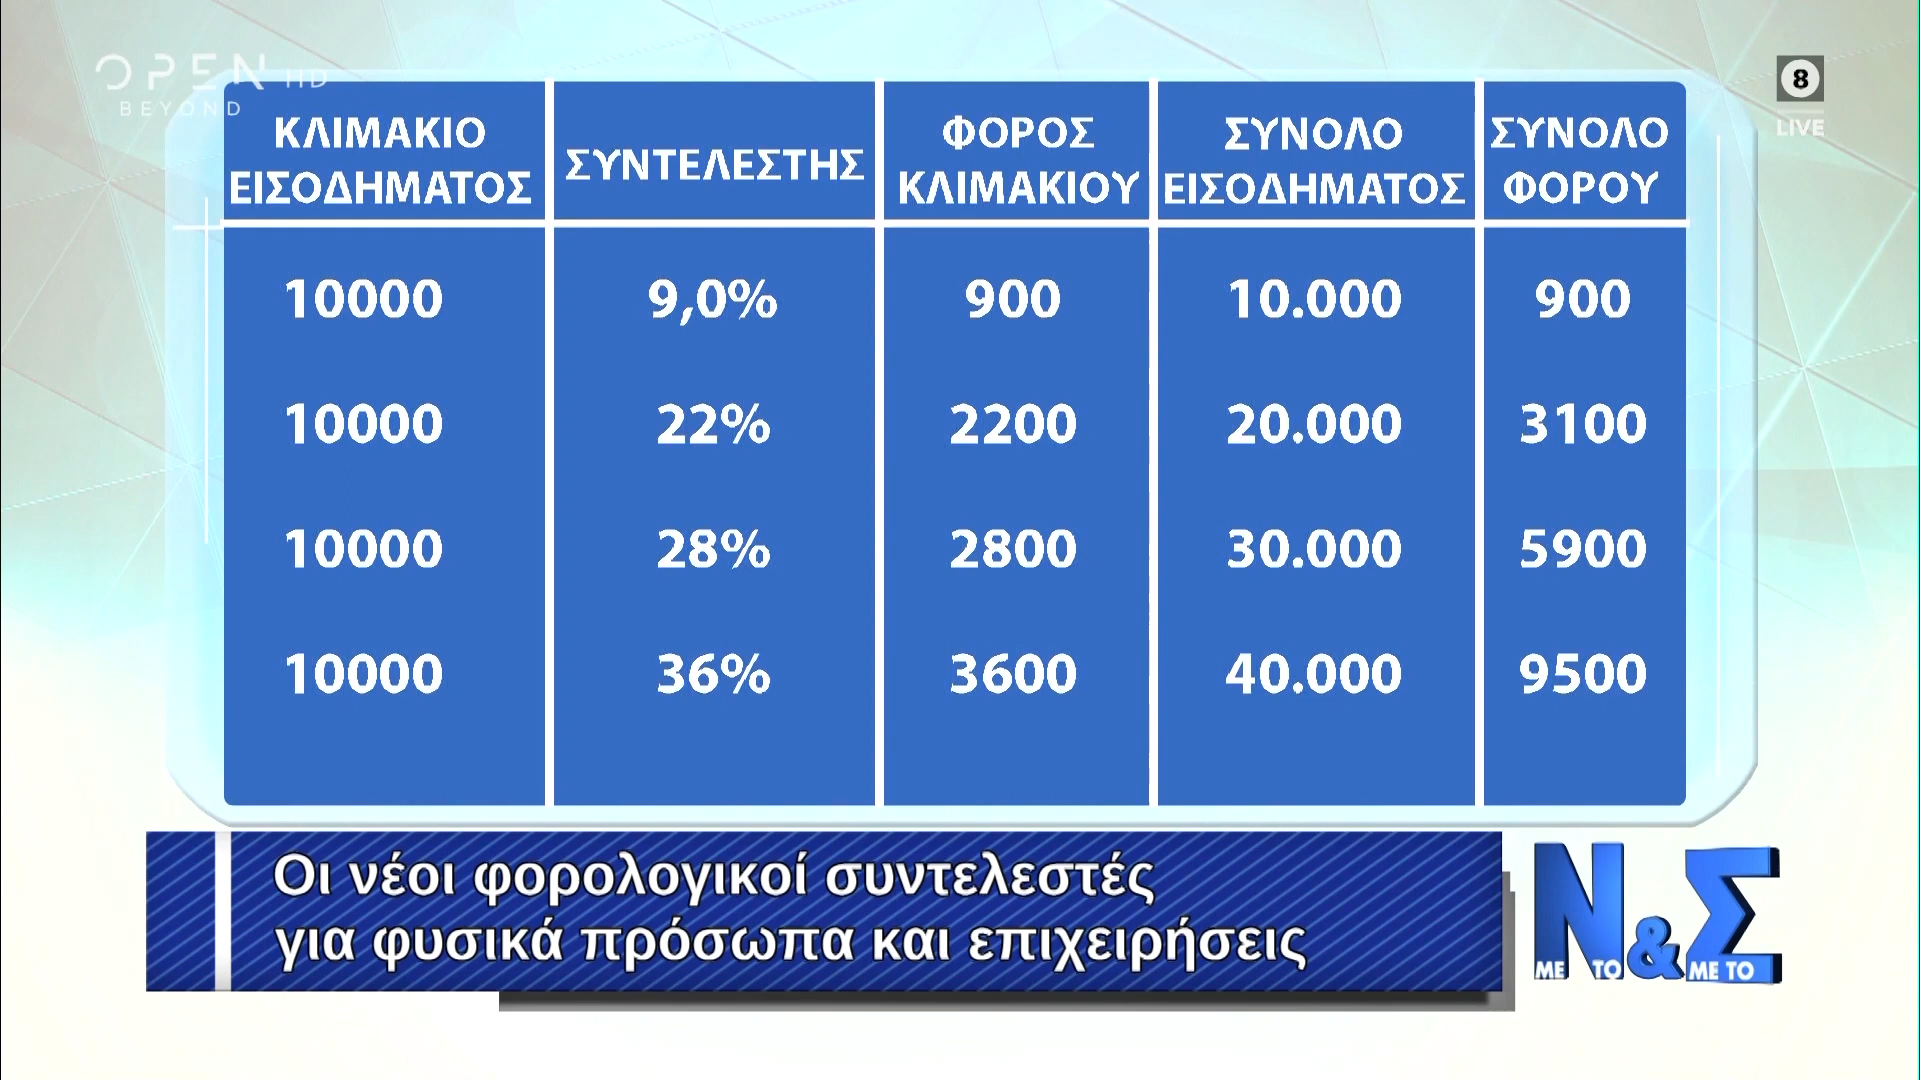 OPEN HD
BEYOND
8
LIVE
ΚΛΙΜΑΚΙΟ ΕΙΣΟΔΗΜΑΤΟΣ
ΣΥΝΤΕΛΕΣΤΗΣ
ΦΟΡΟΣ ΚΛΙΜΑΚΙΟΥ
ΣΥΝΟΛΟ ΕΙΣΟΔΗΜΑΤΟΣ
ΣΥΝΟΛΟ ΦΟΡΟΥ
10000 9,0% 900 10.000 900
10000 22% 2200 20.000 3100
10000 28% 2800 30.000 5900
10000 36% 3600 40.000 9500
Οι νέοι φορολογικοί συντελεστές
για φυσικά πρόσωπα και επιχειρήσεις
Ν&Σ
ΜΕ ΤΟ ΜΕ ΤΟ